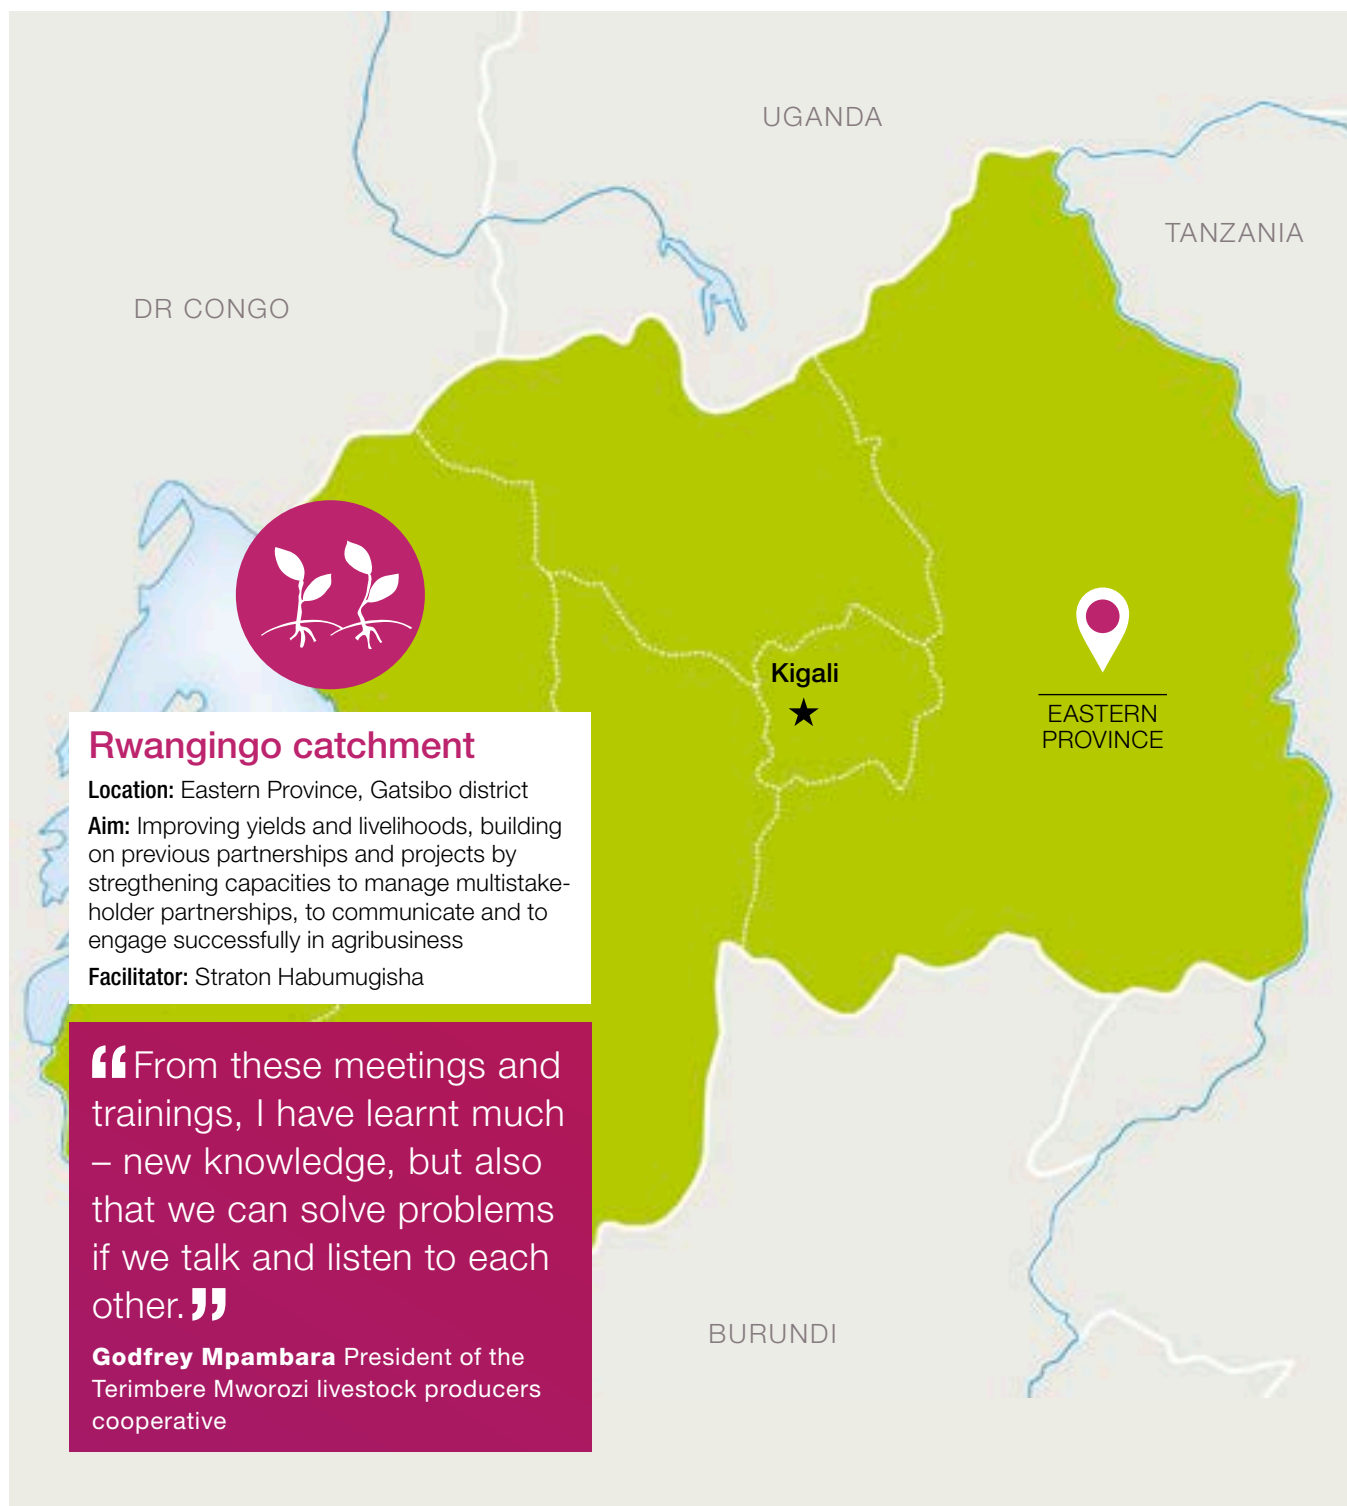 UGANDA
TANZANIA
DR CONGO
Kigali
EASTERN
PROVINCE
Rwangingo catchment
Location: Eastern Province, Gatsibo district
Aim: Improving yields and livelihoods, building
on previous partnerships and projects by
stregthening capacities to manage multistake-
holder partnerships, to communicate and to
engage successfully in agribusiness
Facilitator: Straton Habumugisha
“From these meetings and
trainings, I have learnt much
– new knowledge, but also
that we can solve problems
if we talk and listen to each
other.”
Godfrey Mpambara President of the
Terimbere Mworozi livestock producers
cooperative
BURUNDI